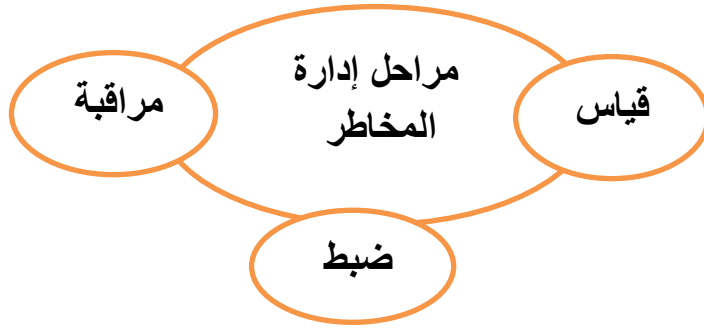 مراحل إدارة
المخاطر
قياس
ضبط
مراقبة